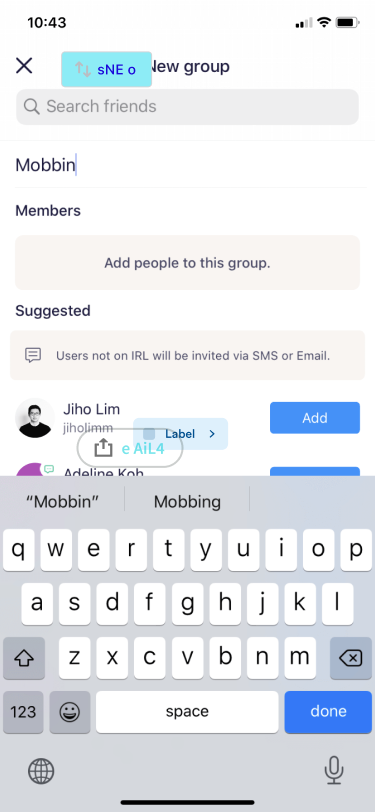 10:43
sNE o
New group
Search friends
Mobbin
Members
Add people to this group.
Suggested
Users not on IRL will be invited via SMS or Email.
Jiho Lim
jiholimm
Add
Label
e AiL4
Adeline Koh
“Mobbin”
Mobbing
q w e r t y u i o p
a s d f g h j k l
z x c v b n m
123
space
done